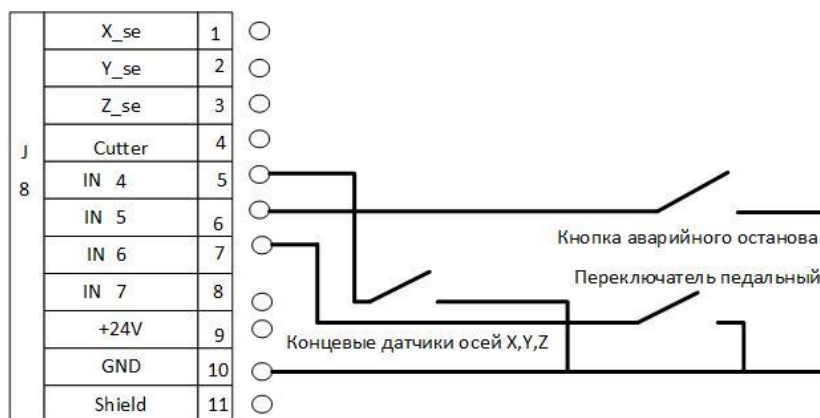 X_se 1
Y_se 2
Z_se 3
Cutter 4
J
8
IN 4 5
IN 5 6
IN 6 7
IN 7 8
+24V 9
GND 10
Shield 11
Кнопка аварийного останова
Переключатель педальный
Концевые датчики осей X,Y,Z